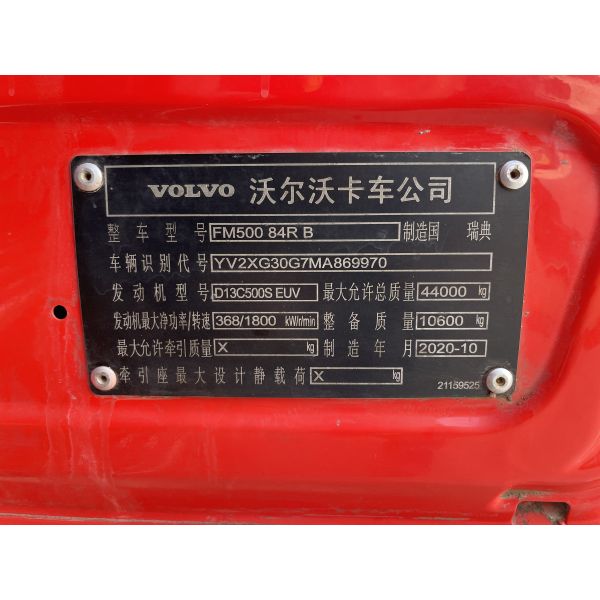 VOLVO 沃尔沃卡车公司
整车型号 FM500 84R B 制造国 瑞典
车辆识别代号 YV2XG30G7MA869970
发动机型号 D13C500S EUV 最大允许总质量 44000 kg
发动机最大净功率/转速 368/1800 kW/r/min 整备质量 10600 kg
最大允许牵引质量 X kg 制造年月 2020-10
牵引座最大设计静载荷 X kg 21159525